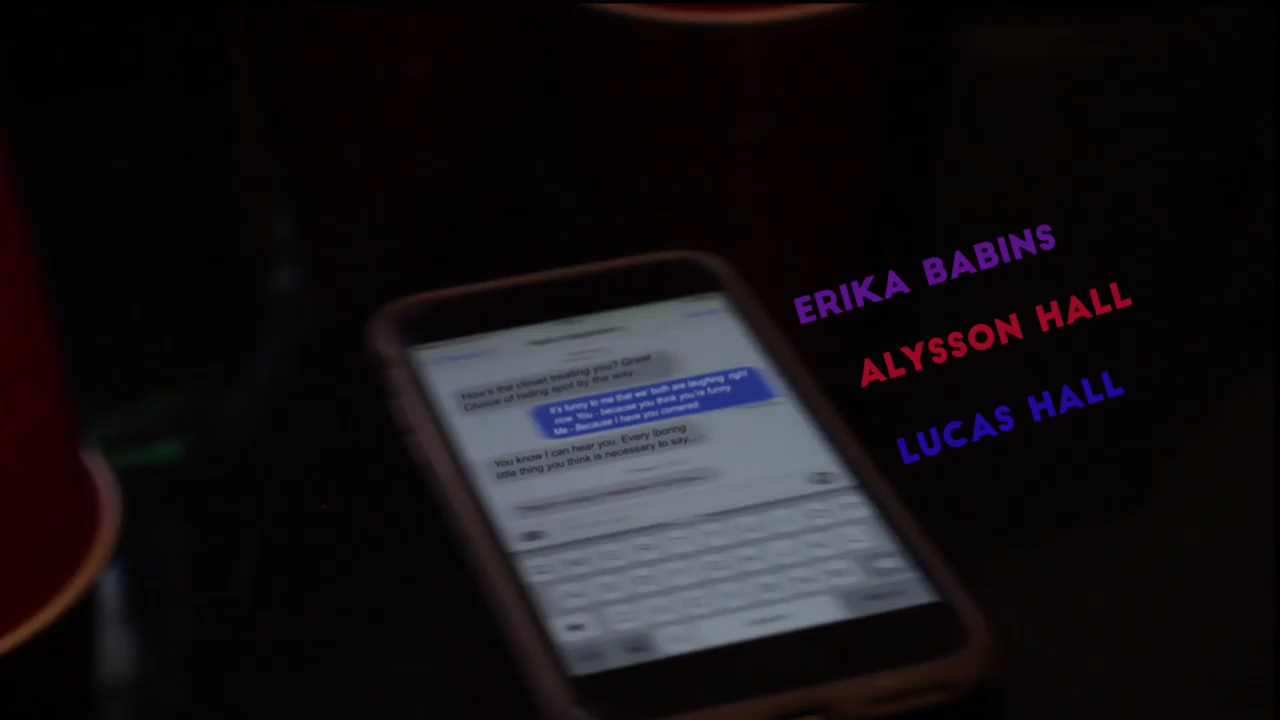 How's the closet treating you? Great
Choice of hiding spot by the way...
It's funny to me that we both are laughing right
now. You - because you think you're funny.
Me - Because I have you cornered.
You know I can hear you. Every lboring
little thing you think is necessary to say...
ERIKA BABINS
ALYSSON HALL
LUCAS HALL